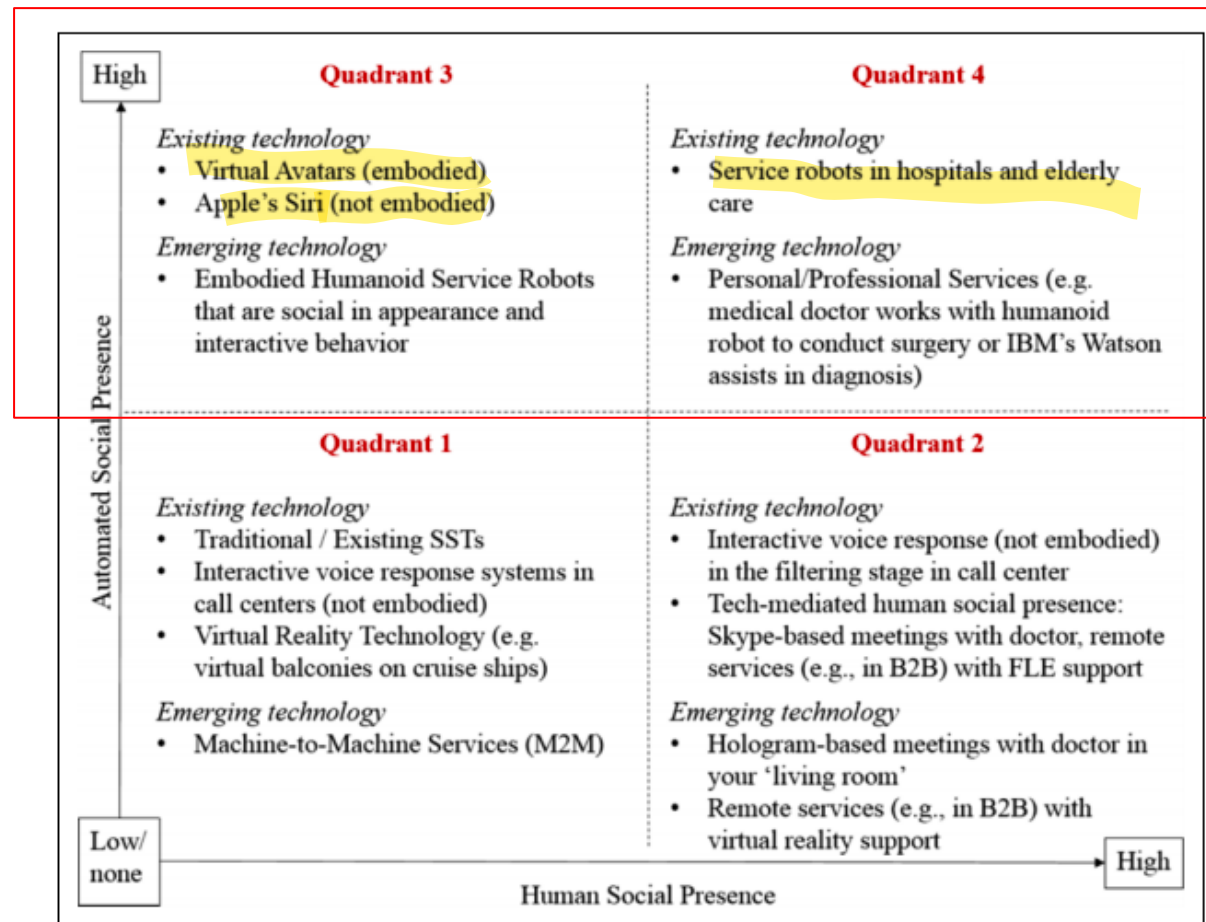 High
Quadrant 3
Existing technology
• Virtual Avatars (embodied)
• Apple's Siri (not embodied)
Emerging technology
• Embodied Humanoid Service Robots
that are social in appearance and
interactive behavior
Quadrant 4
Existing technology
• Service robots in hospitals and elderly
care
Emerging technology
• Personal/Professional Services (e.g.
medical doctor works with humanoid
robot to conduct surgery or IBM's Watson
assists in diagnosis)
Automated Social Presence
Quadrant 1
Existing technology
• Traditional / Existing SSTs
• Interactive voice response systems in
call centers (not embodied)
• Virtual Reality Technology (e.g.
virtual balconies on cruise ships)
Emerging technology
• Machine-to-Machine Services (M2M)
Quadrant 2
Existing technology
• Interactive voice response (not embodied)
in the filtering stage in call center
• Tech-mediated human social presence:
Skype-based meetings with doctor, remote
services (e.g., in B2B) with FLE support
Emerging technology
• Hologram-based meetings with doctor in
your 'living room'
• Remote services (e.g., in B2B) with
virtual reality support
Low/
none
High
Human Social Presence